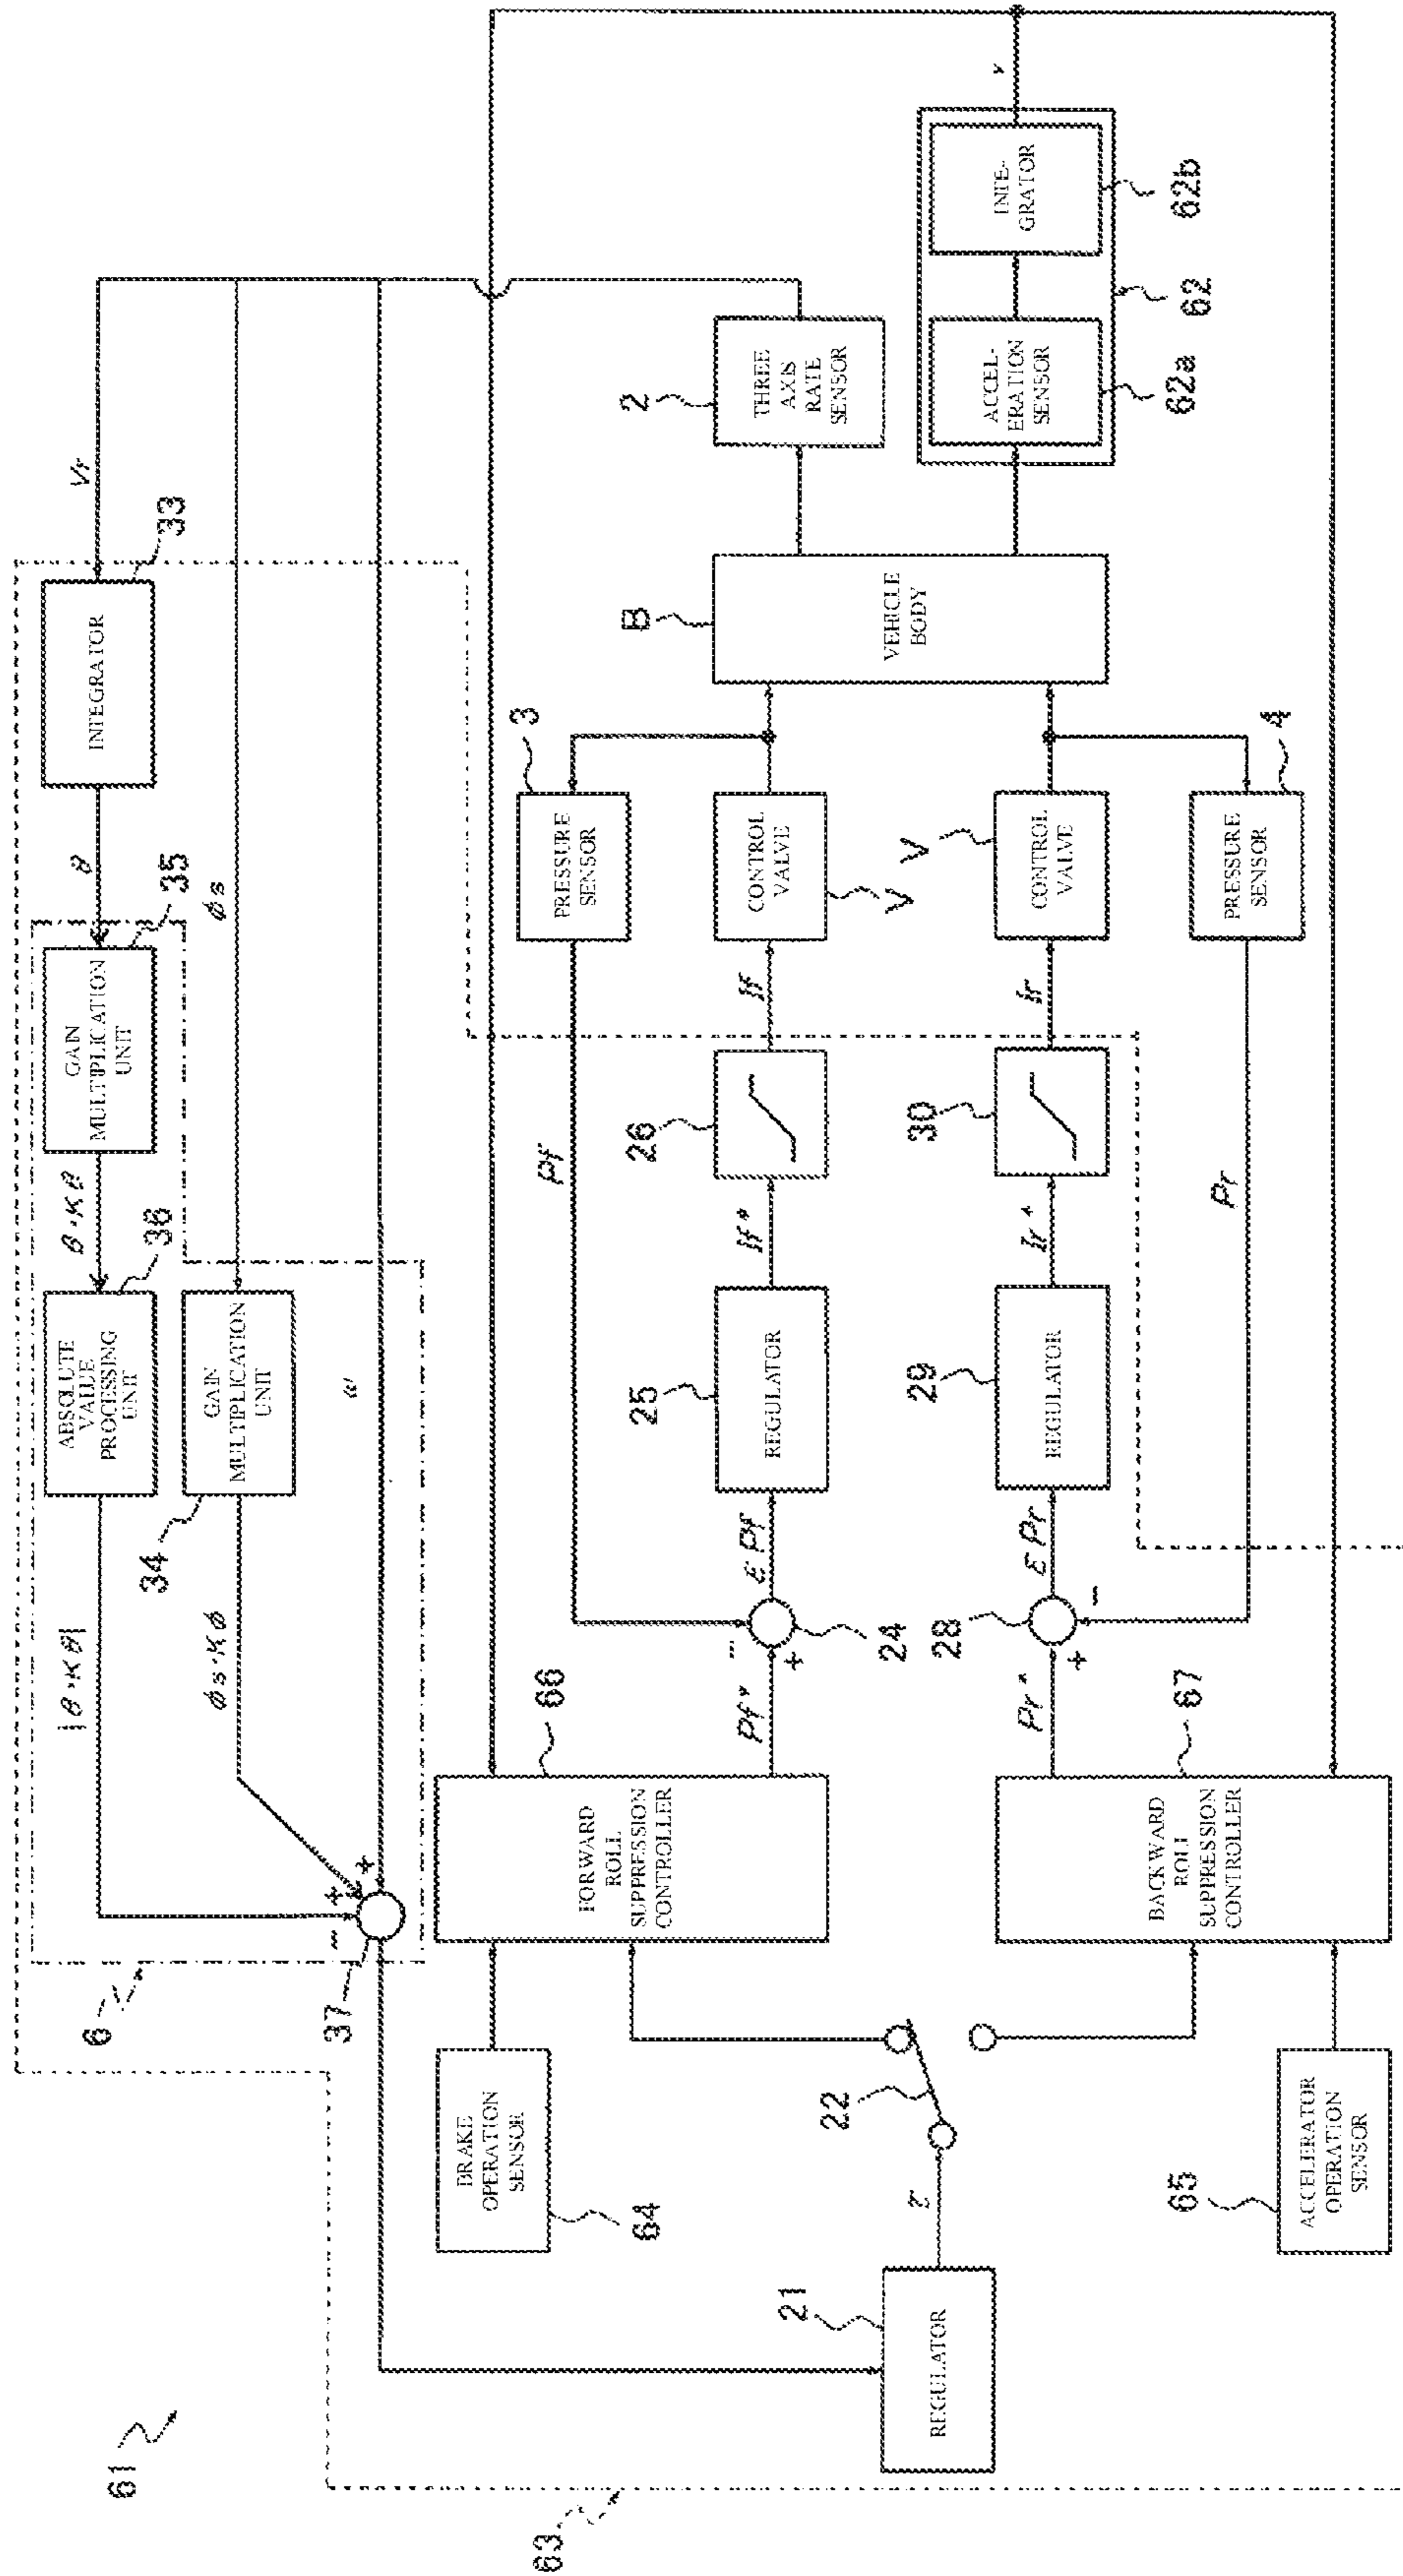 61
63
6
INTEGRATOR
33
Vr
θ
GAIN
MULTIPLICATION
UNIT
35
θ·Kθ
ABSOLUTE
VALUE
PROCESSING
UNIT
36
|θ·Kθ|
φs
GAIN
MULTIPLICATION
UNIT
34
φs·Kφ
ω
-
+
+
37
BRAKE
OPERATION
SENSOR
64
REGULATOR
21
τ
22
ACCELERATOR
OPERATION
SENSOR
65
FORWARD
ROLL
SUPPRESSION
CONTROLLER
66
BACKWARD
ROLL
SUPPRESSION
CONTROLLER
67
Pf*
-
+
24
εPf
REGULATOR
25
If*
26
If
CONTROL
VALVE
V
PRESSURE
SENSOR
3
Pf
Pr*
+
-
28
εPr
REGULATOR
29
Ir*
30
Ir
CONTROL
VALVE
V
PRESSURE
SENSOR
4
Pr
VEHICLE
BODY
B
THREE
AXIS
RATE
SENSOR
2
ACCEL-
ERATION
SENSOR
62a
INTE-
GRATOR
62b
62
v